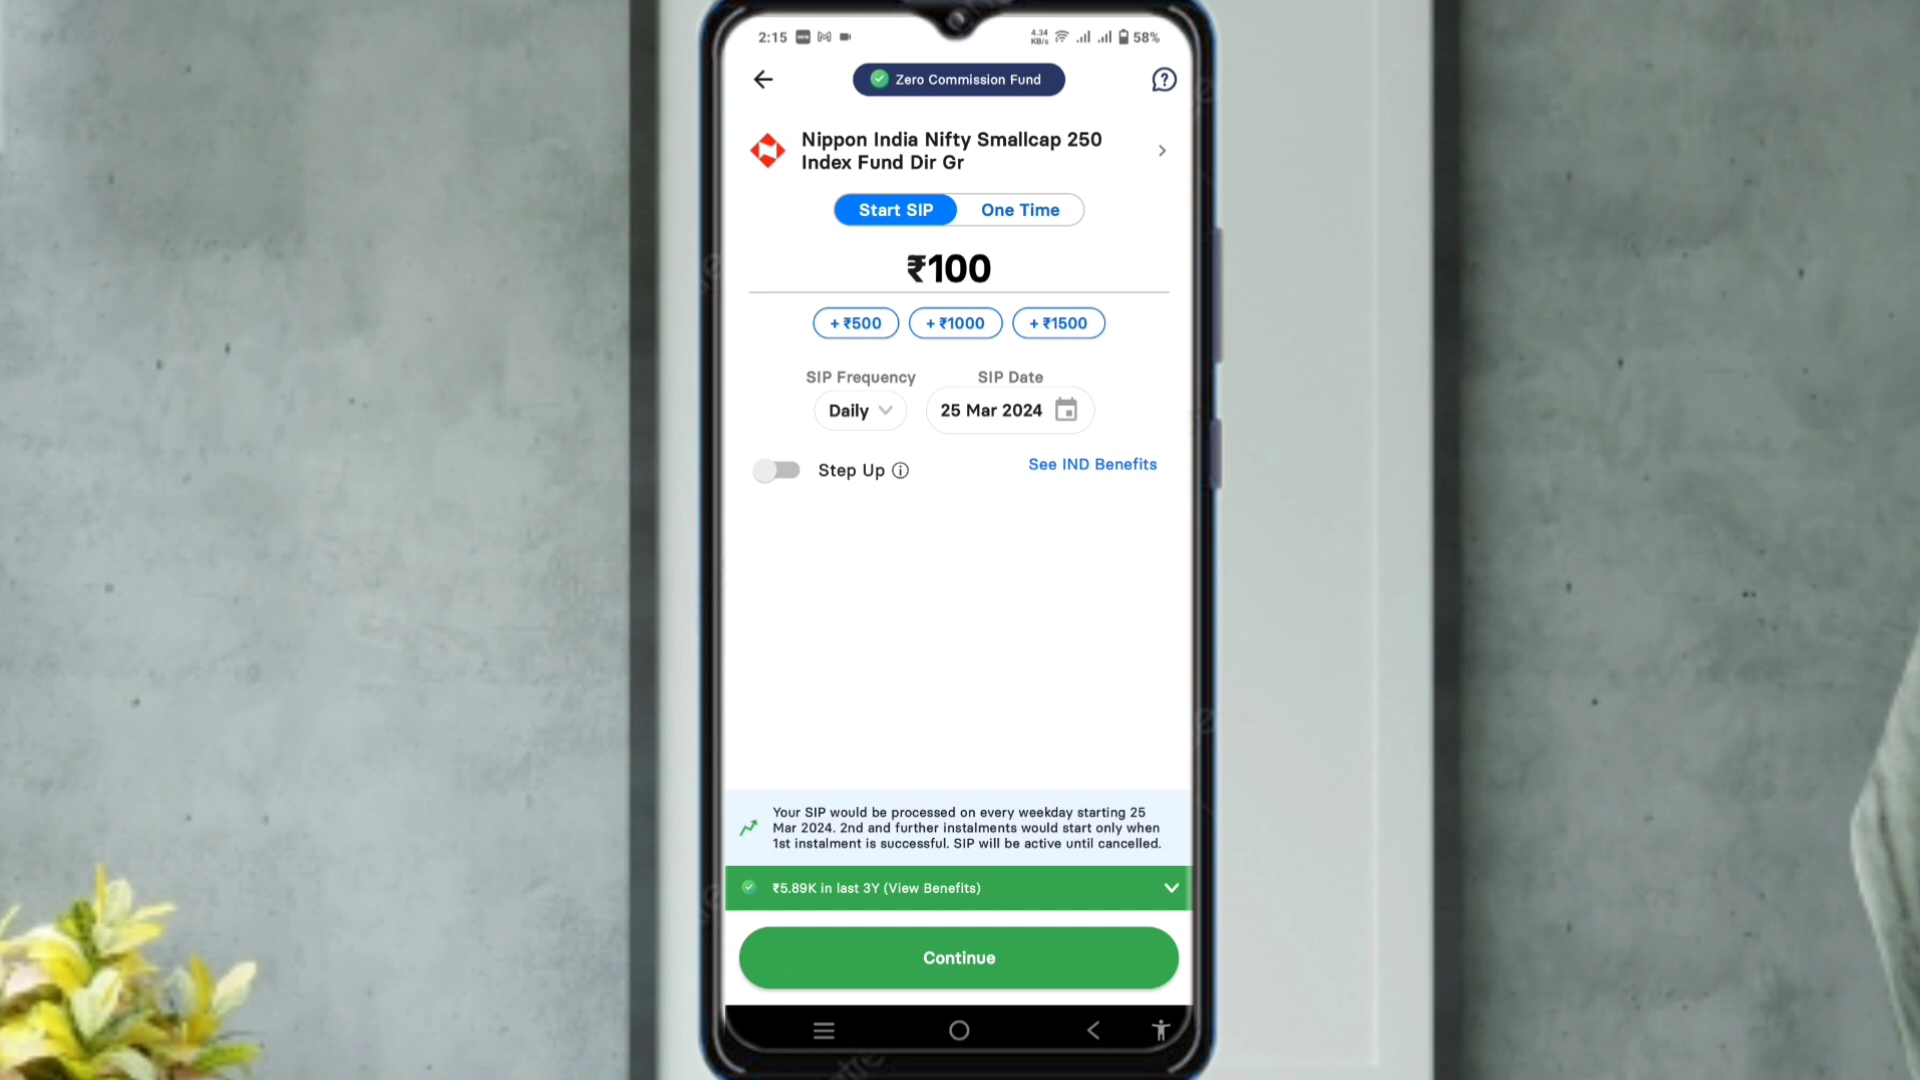 2:15
4.34
KB/s
58%
Zero Commission Fund
Nippon India Nifty Smallcap 250
Index Fund Dir Gr
Start SIP One Time
₹100
+ ₹500 + ₹1000 + ₹1500
SIP Frequency SIP Date
Daily 25 Mar 2024
Step Up See IND Benefits
Your SIP would be processed on every weekday starting 25
Mar 2024. 2nd and further instalments would start only when
1st instalment is successful. SIP will be active until cancelled.
₹5.89K in last 3Y (View Benefits)
Continue